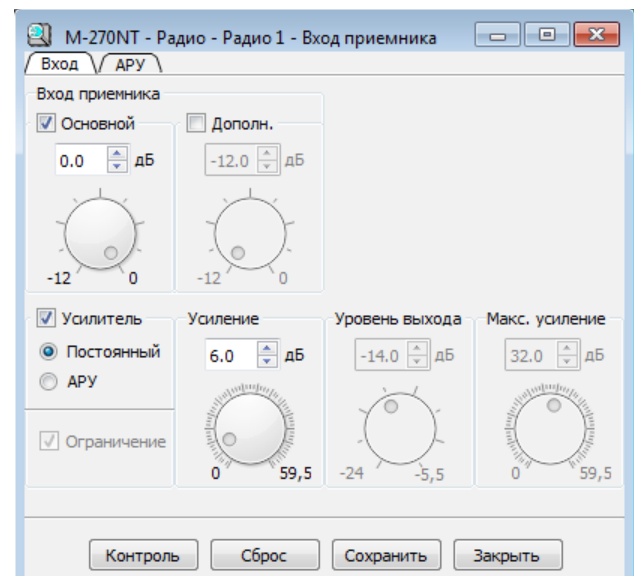 M-270NT - Радио - Радио 1 - Вход приемника
Вход АРУ
Вход приемника
Основной Дополн.
0.0 дБ -12.0 дБ
-12 0 -12 0
Усилитель Усиление Уровень выхода Макс. усиление
Постоянный 6.0 дБ -14.0 дБ 32.0 дБ
АРУ
Ограничение
0 59,5 -24 -5,5 0 59,5
Контроль Сброс Сохранить Закрыть